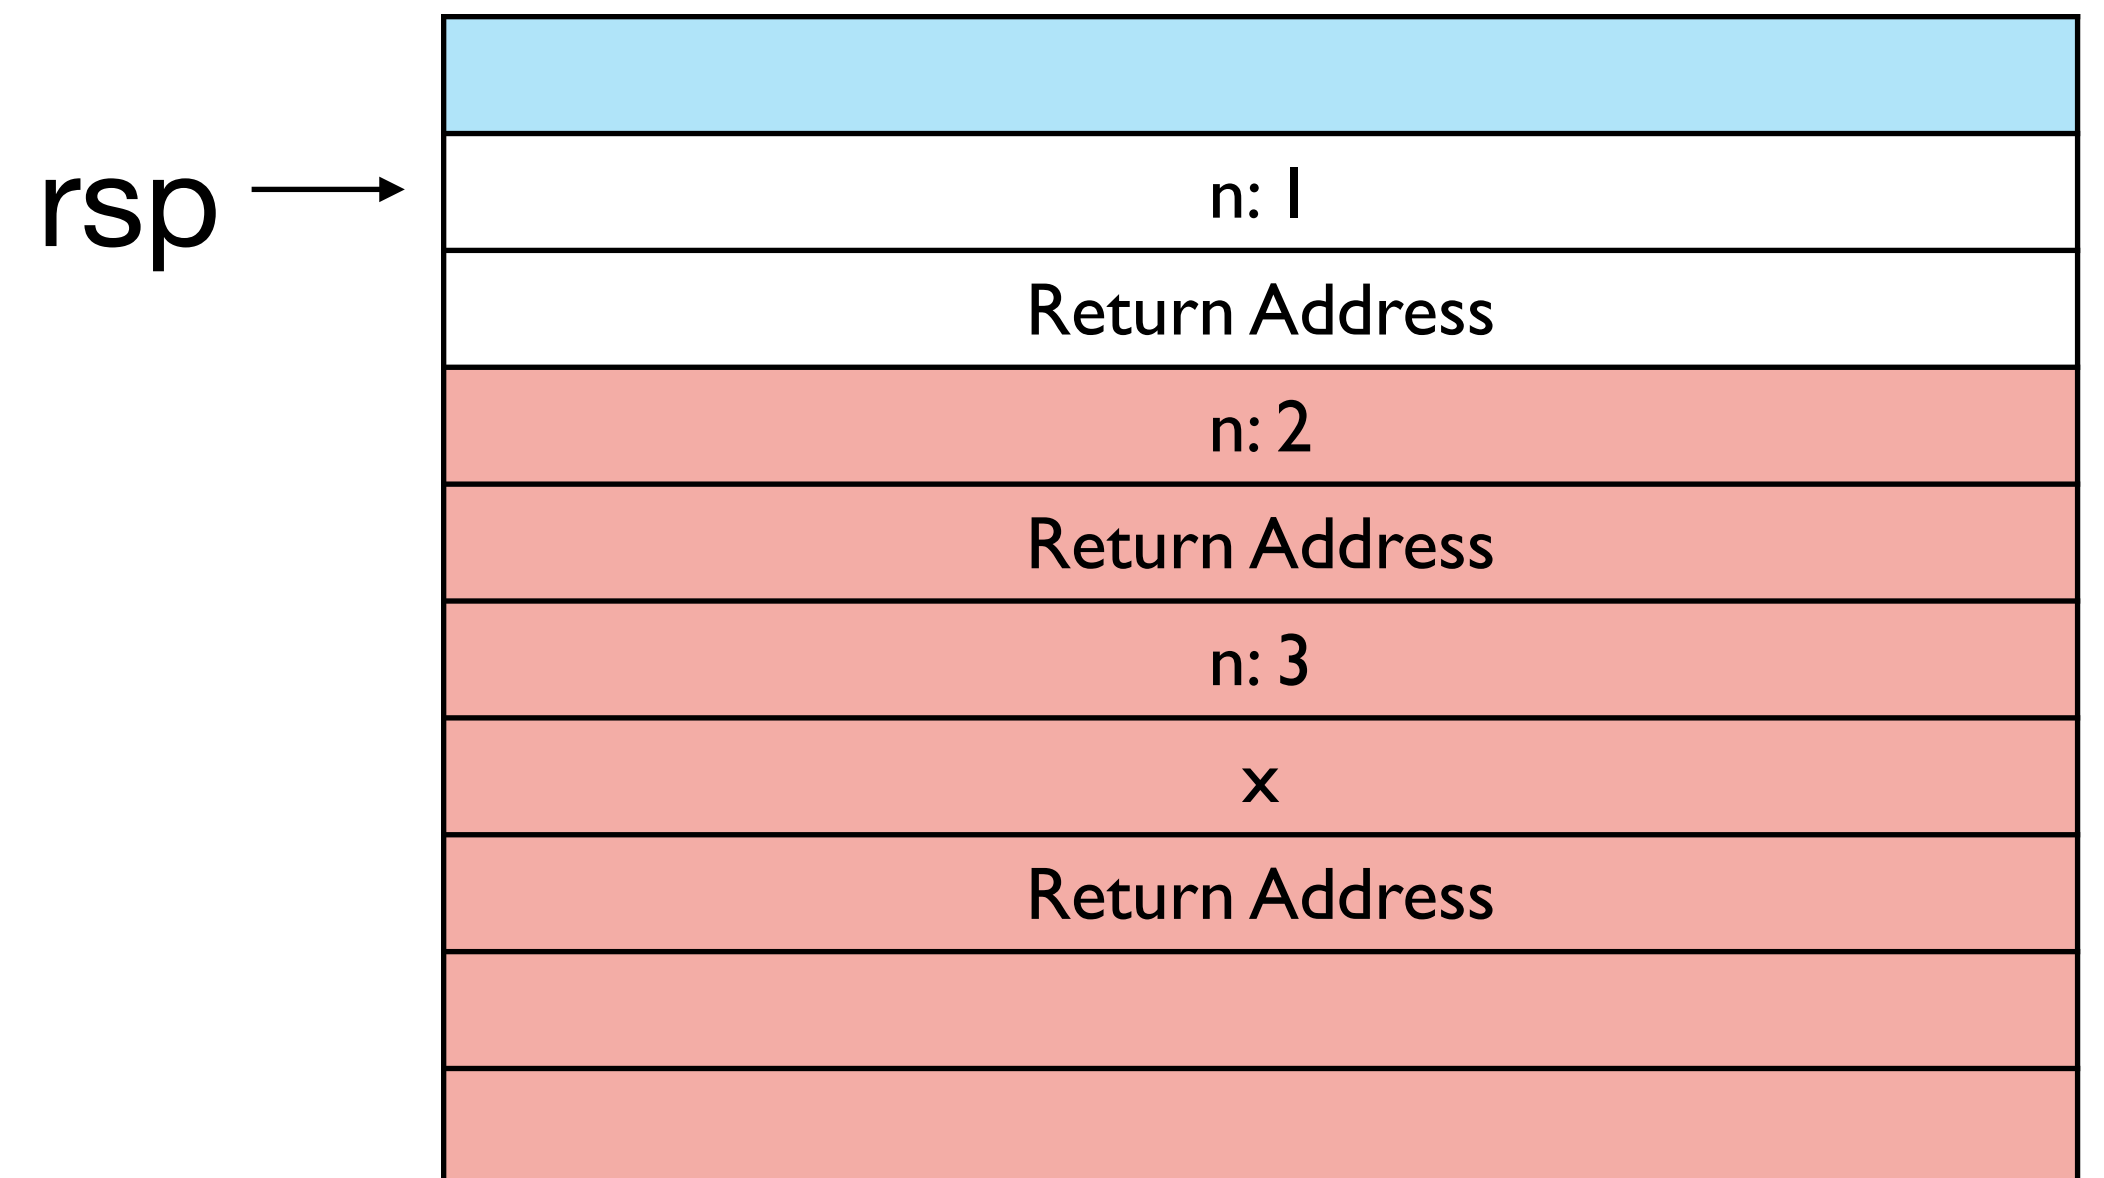 rsp
n: 1
Return Address
n: 2
Return Address
n: 3
x
Return Address